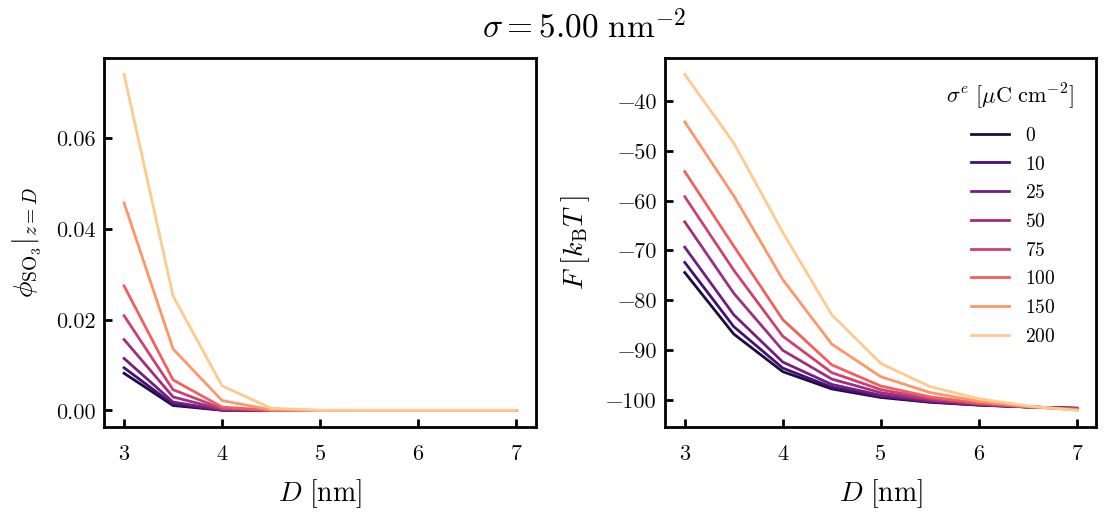 σ = 5.00 nm⁻²
ϕSO₃|z=D
0.06
0.04
0.02
0.00
3 4 5 6 7
D [nm]
F [kBT]
−40
−50
−60
−70
−80
−90
−100
3 4 5 6 7
D [nm]
σᵉ [μC cm⁻²]
0
10
25
50
75
100
150
200